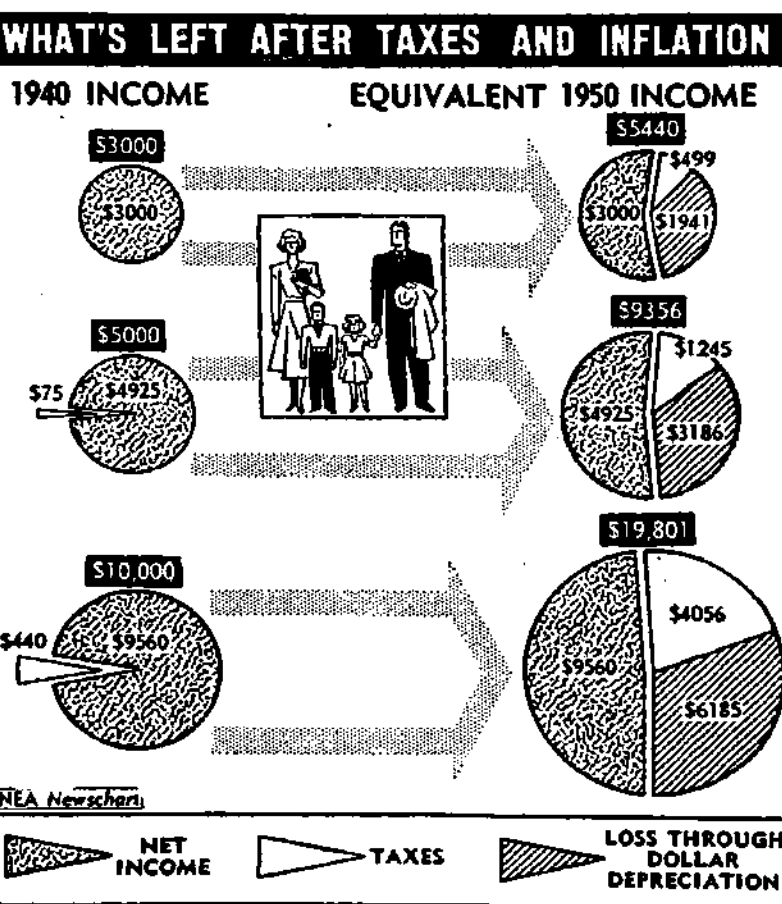 WHAT'S LEFT AFTER TAXES AND INFLATION
1940 INCOME
EQUIVALENT 1950 INCOME
$3000
$3000
$5440
$499
$3000
$1941
$5000
$75
$4925
$9356
$1245
$4925
$3186
$10,000
$440
$9560
$19,801
$4056
$9560
$6185
NEA Newschart
NET
INCOME
TAXES
LOSS THROUGH
DOLLAR
DEPRECIATION